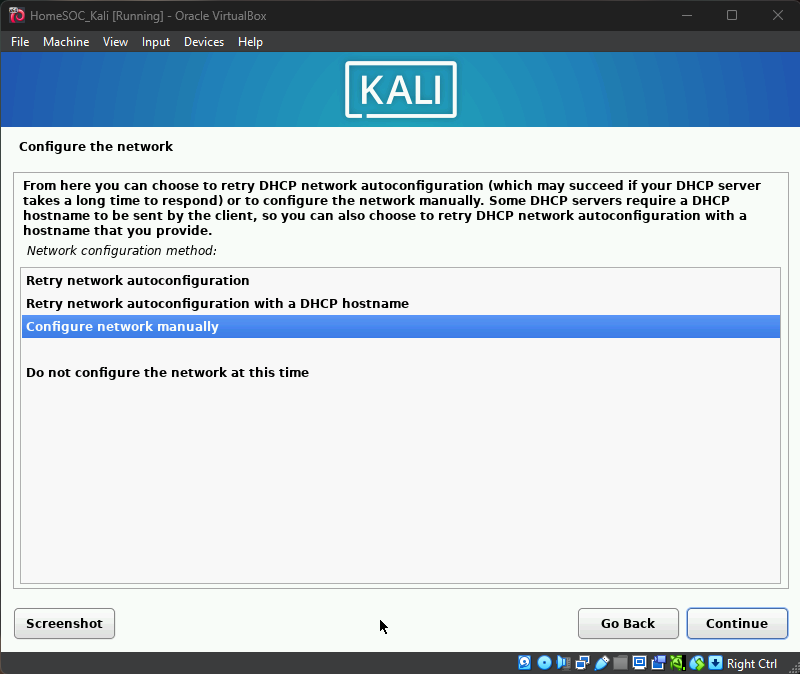 HomeSOC_Kali [Running] - Oracle VirtualBox
File Machine View Input Devices Help
KALI
Configure the network
From here you can choose to retry DHCP network autoconfiguration (which may succeed if your DHCP server
takes a long time to respond) or to configure the network manually. Some DHCP servers require a DHCP
hostname to be sent by the client, so you can also choose to retry DHCP network autoconfiguration with a
hostname that you provide.
Network configuration method:
Retry network autoconfiguration
Retry network autoconfiguration with a DHCP hostname
Configure network manually
Do not configure the network at this time
Screenshot Go Back Continue
Right Ctrl